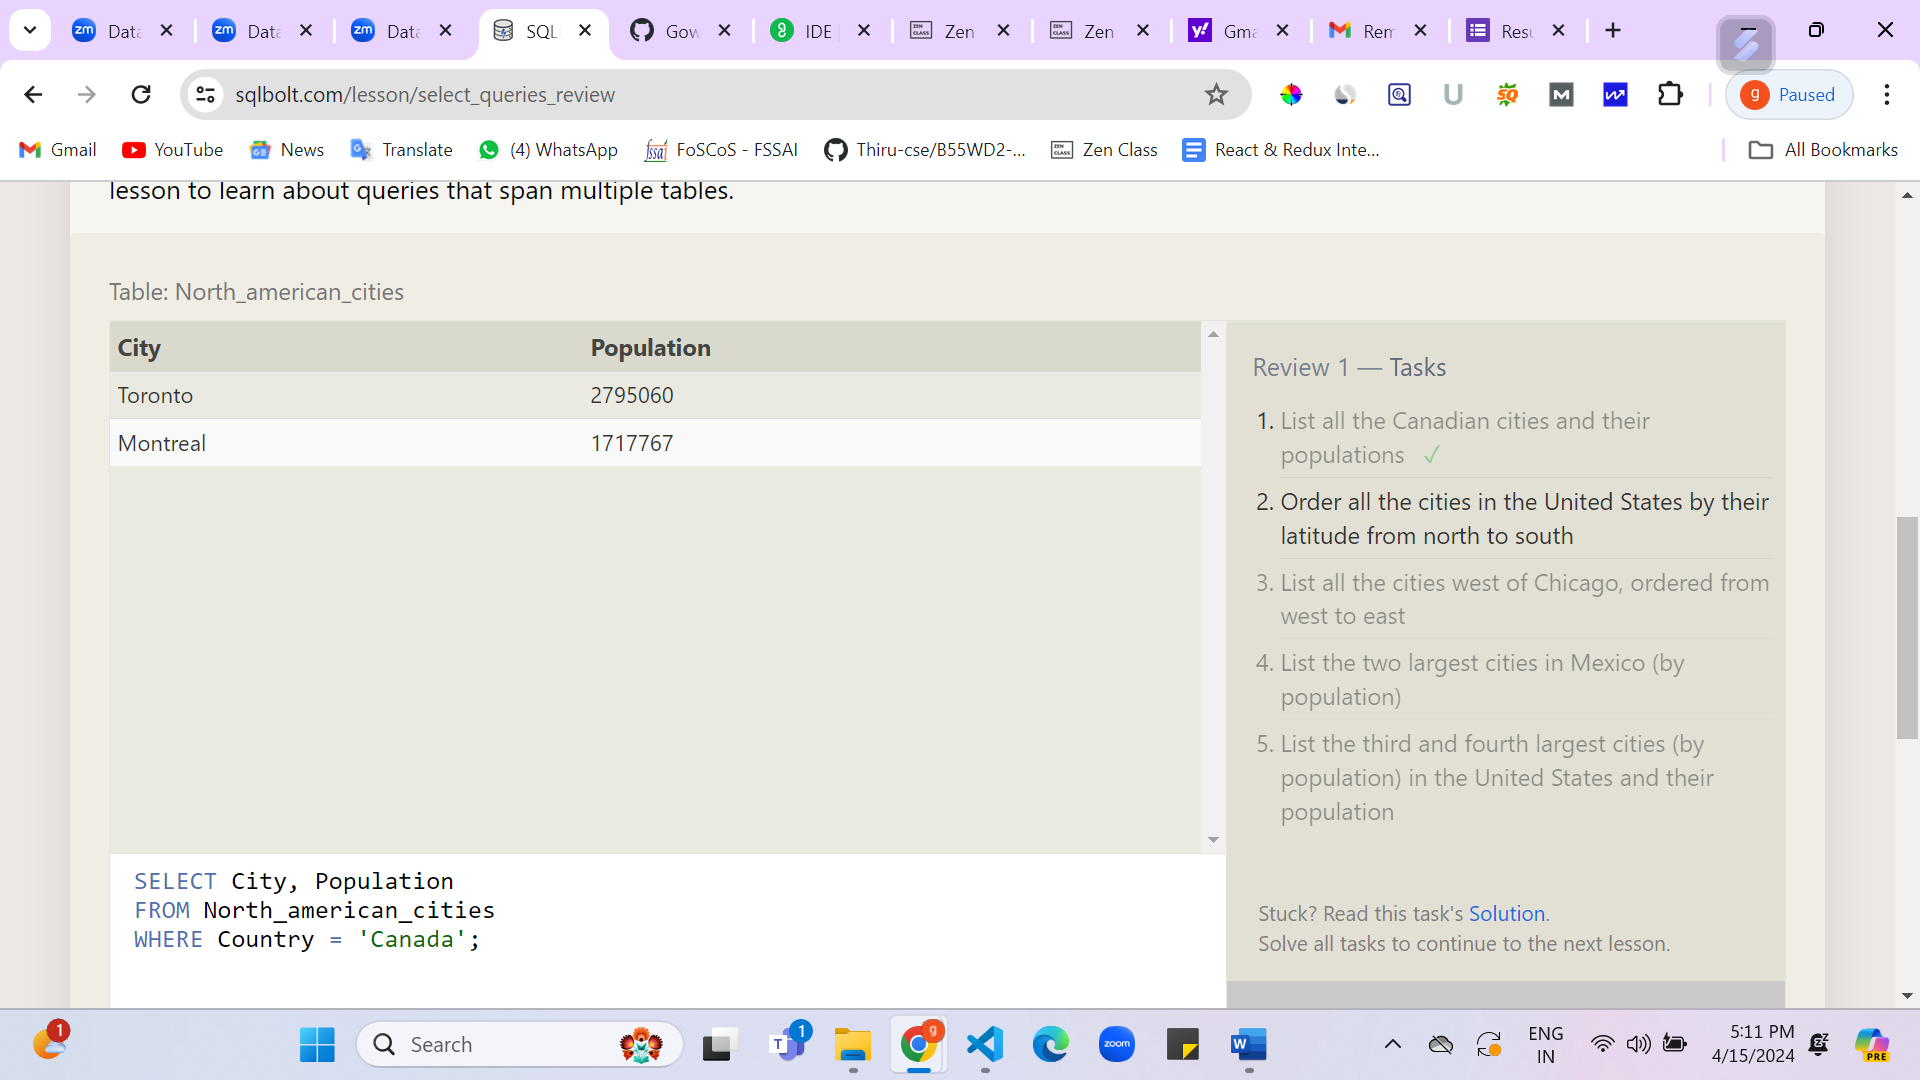 Data
Data
Data
SQL
Gow
IDE
Zen
Zen
Gma
Rem
Resu
sqlbolt.com/lesson/select_queries_review
Paused
Gmail
YouTube
News
Translate
(4) WhatsApp
FoSCoS - FSSAI
Thiru-cse/B55WD2-...
Zen Class
React & Redux Inte...
All Bookmarks
lesson to learn about queries that span multiple tables.
Table: North_american_cities
City Population
Toronto 2795060
Montreal 1717767
Review 1 — Tasks
1. List all the Canadian cities and their
populations ✓
2. Order all the cities in the United States by their
latitude from north to south
3. List all the cities west of Chicago, ordered from
west to east
4. List the two largest cities in Mexico (by
population)
5. List the third and fourth largest cities (by
population) in the United States and their
population
Stuck? Read this task's Solution.
Solve all tasks to continue to the next lesson.
SELECT City, Population
FROM North_american_cities
WHERE Country = 'Canada';
1
Search
1
zoom
ENG
IN
5:11 PM
4/15/2024
PRE